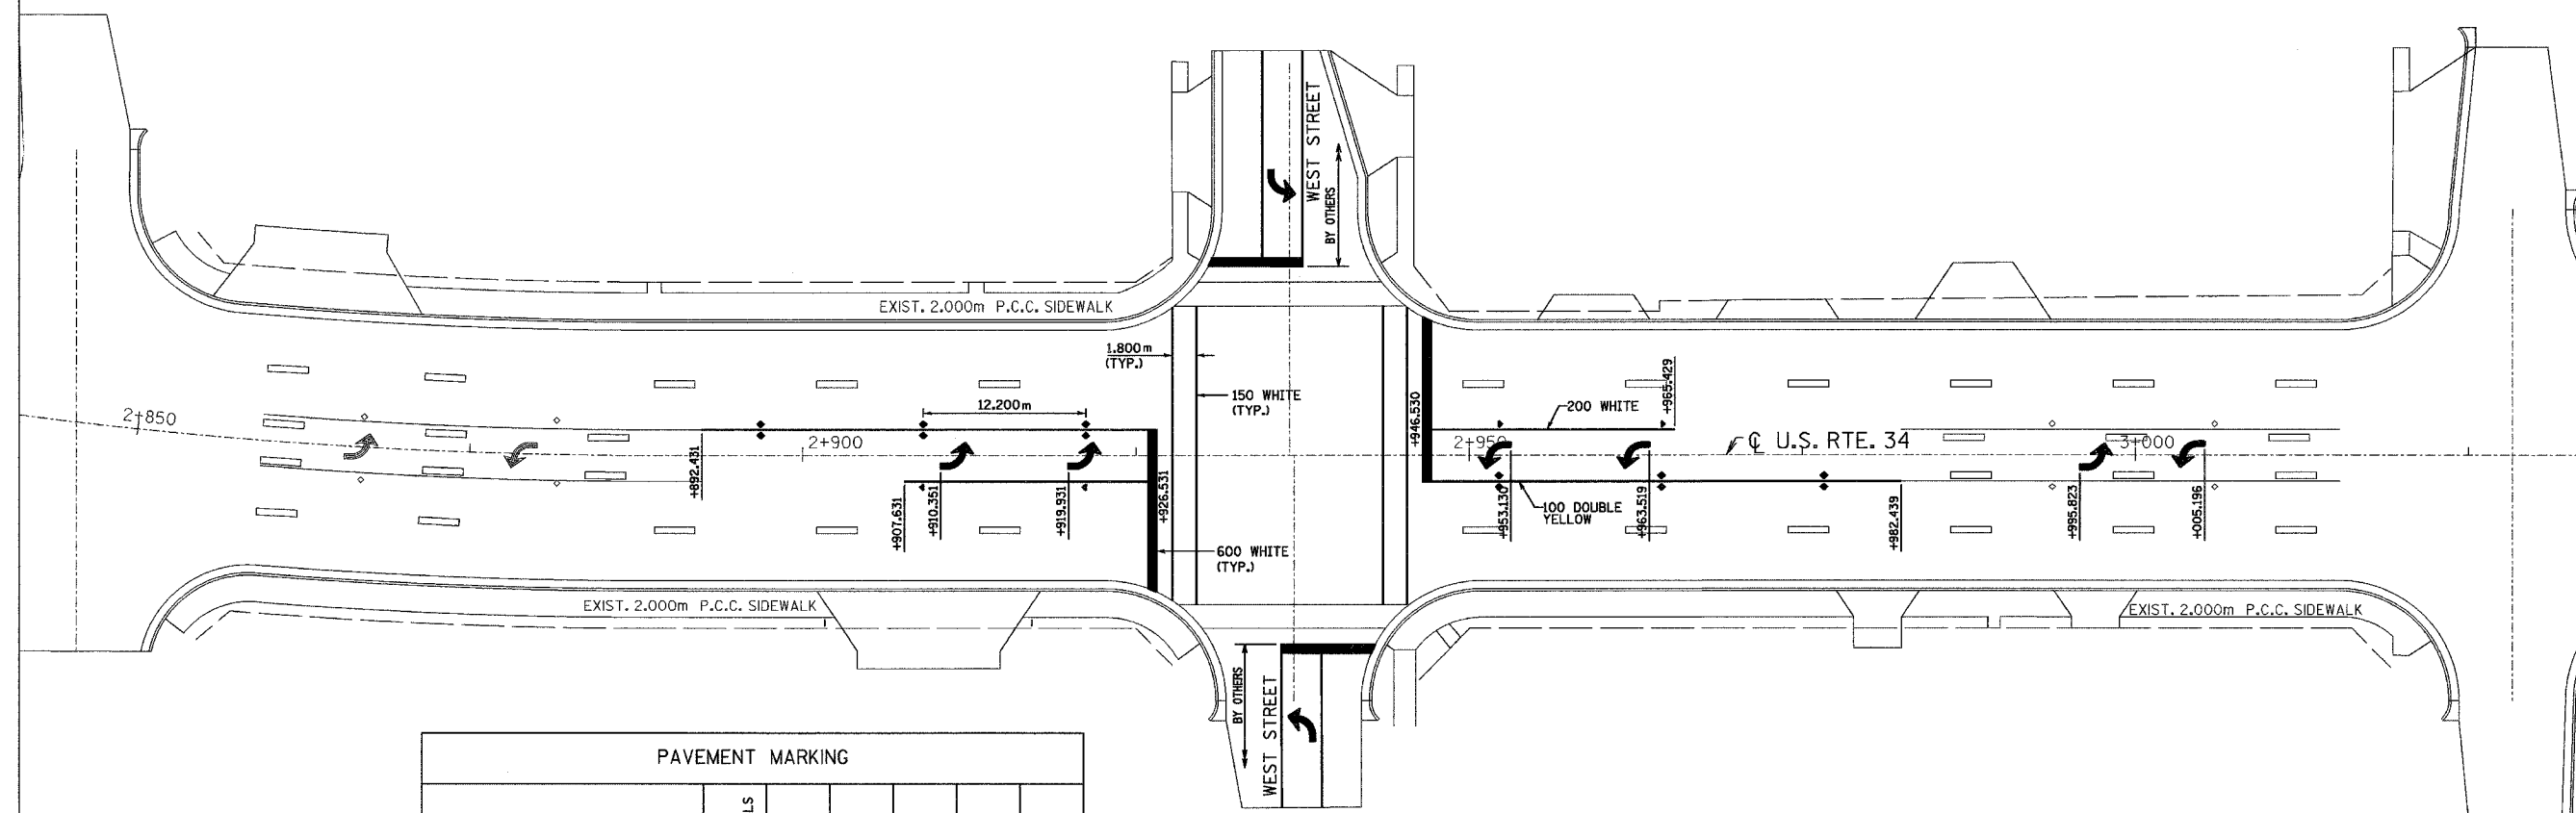 WEST STREET
BY OTHERS
EXIST. 2.000m P.C.C. SIDEWALK
1.800m
(TYP.)
150 WHITE
(TYP.)
12.200m
2+850
2+900
+892.431
+907.631
+910.351
+919.931
+926.531
600 WHITE
(TYP.)
+946.530
+965.429
200 WHITE
2+950
℄ U.S. RTE. 34
3+000
+953.130
+963.519
100 DOUBLE
YELLOW
+982.439
+995.823
+005.196
EXIST. 2.000m P.C.C. SIDEWALK
EXIST. 2.000m P.C.C. SIDEWALK
BY OTHERS
WEST STREET
PAVEMENT MARKING
LS